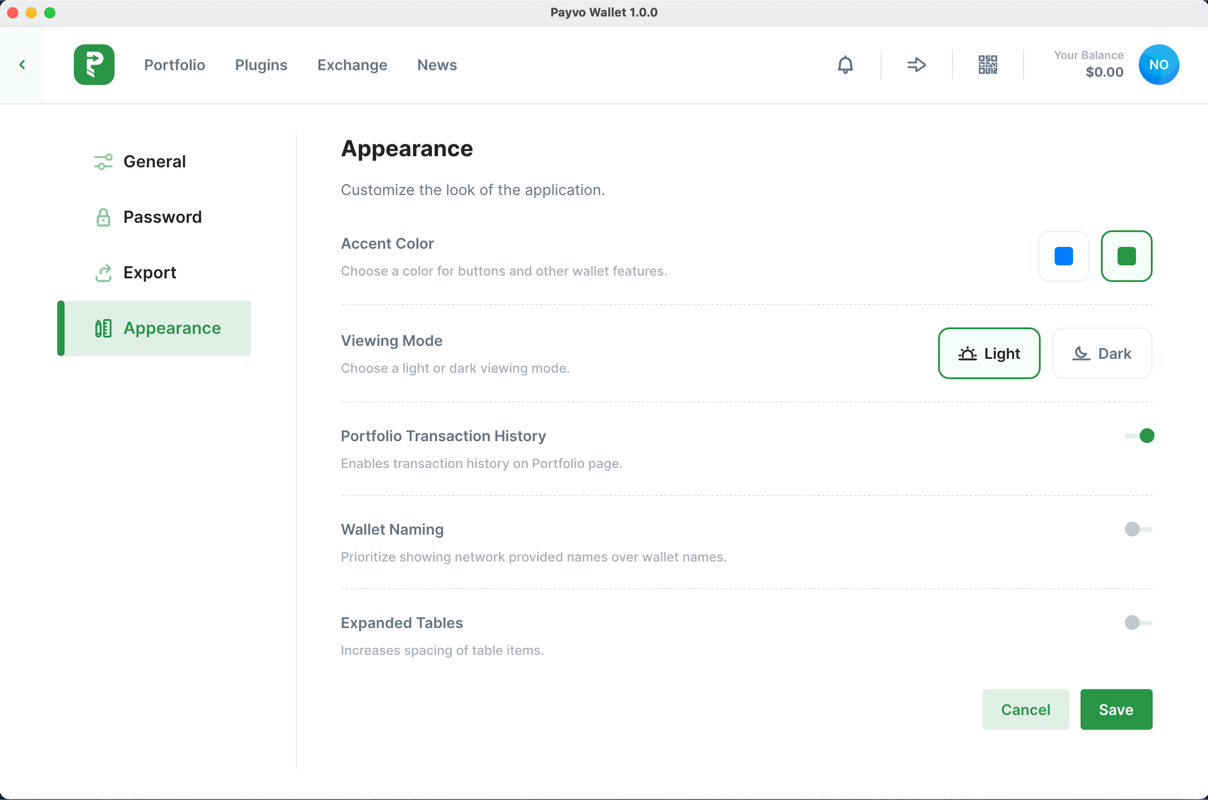 Payvo Wallet 1.0.0
Portfolio
Plugins
Exchange
News
Your Balance
$0.00
NO
General
Password
Export
Appearance
Appearance
Customize the look of the application.
Accent Color
Choose a color for buttons and other wallet features.
Viewing Mode
Choose a light or dark viewing mode.
Light
Dark
Portfolio Transaction History
Enables transaction history on Portfolio page.
Wallet Naming
Prioritize showing network provided names over wallet names.
Expanded Tables
Increases spacing of table items.
Cancel
Save